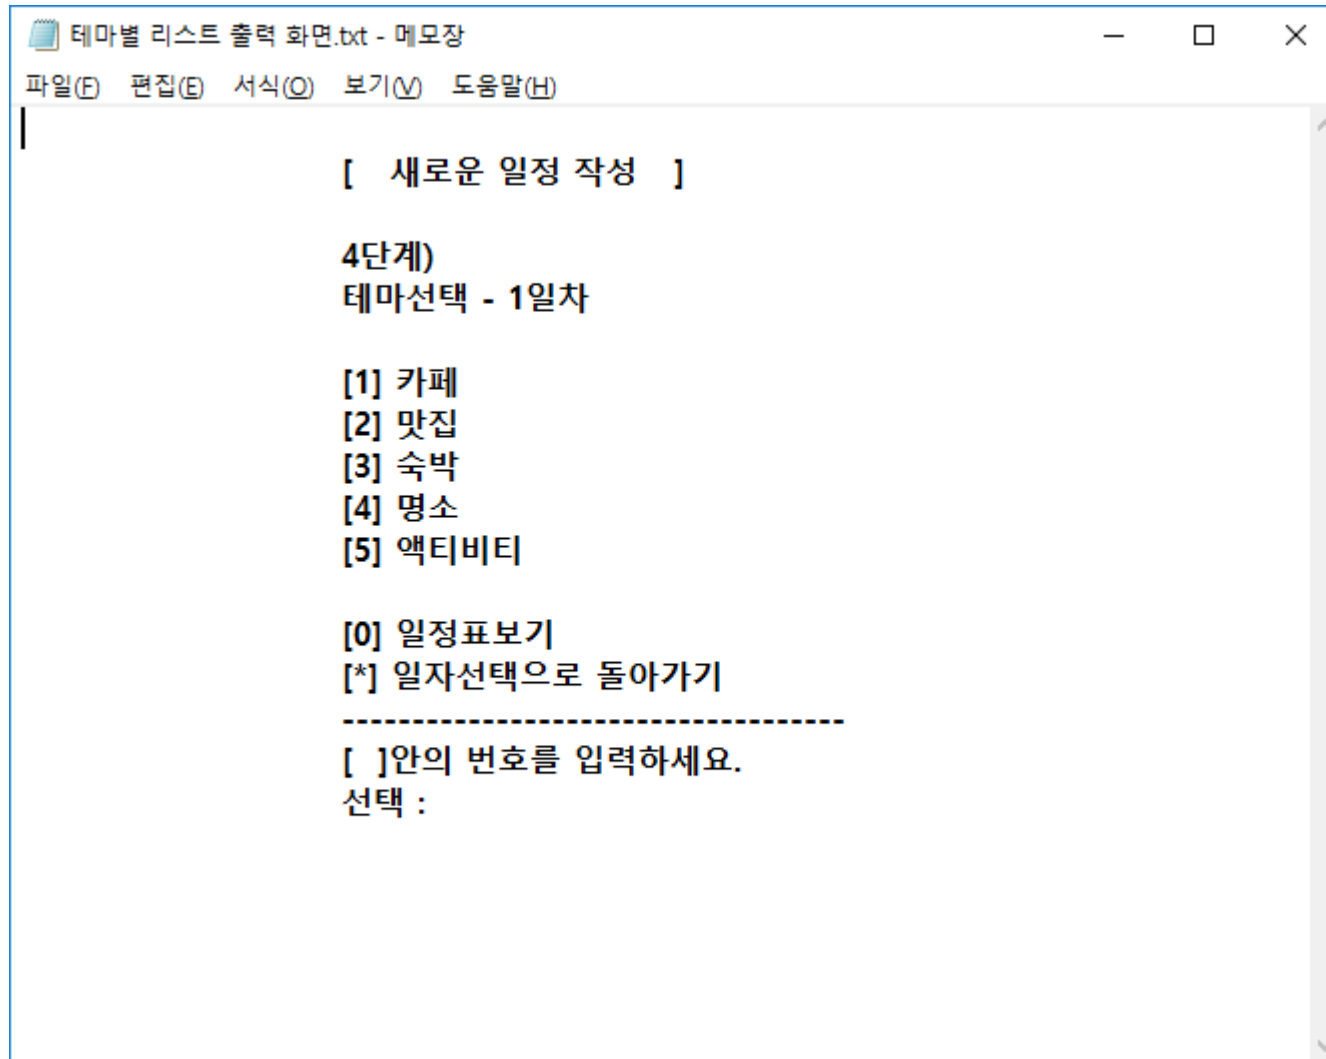 테마별 리스트 출력 화면.txt - 메모장
파일(F) 편집(E) 서식(O) 보기(V) 도움말(H)
[ 새로운 일정 작성 ]
4단계)
테마선택 - 1일차
[1] 카페
[2] 맛집
[3] 숙박
[4] 명소
[5] 액티비티
[0] 일정표보기
[*] 일자선택으로 돌아가기
------------------------------------
[ ]안의 번호를 입력하세요.
선택 :